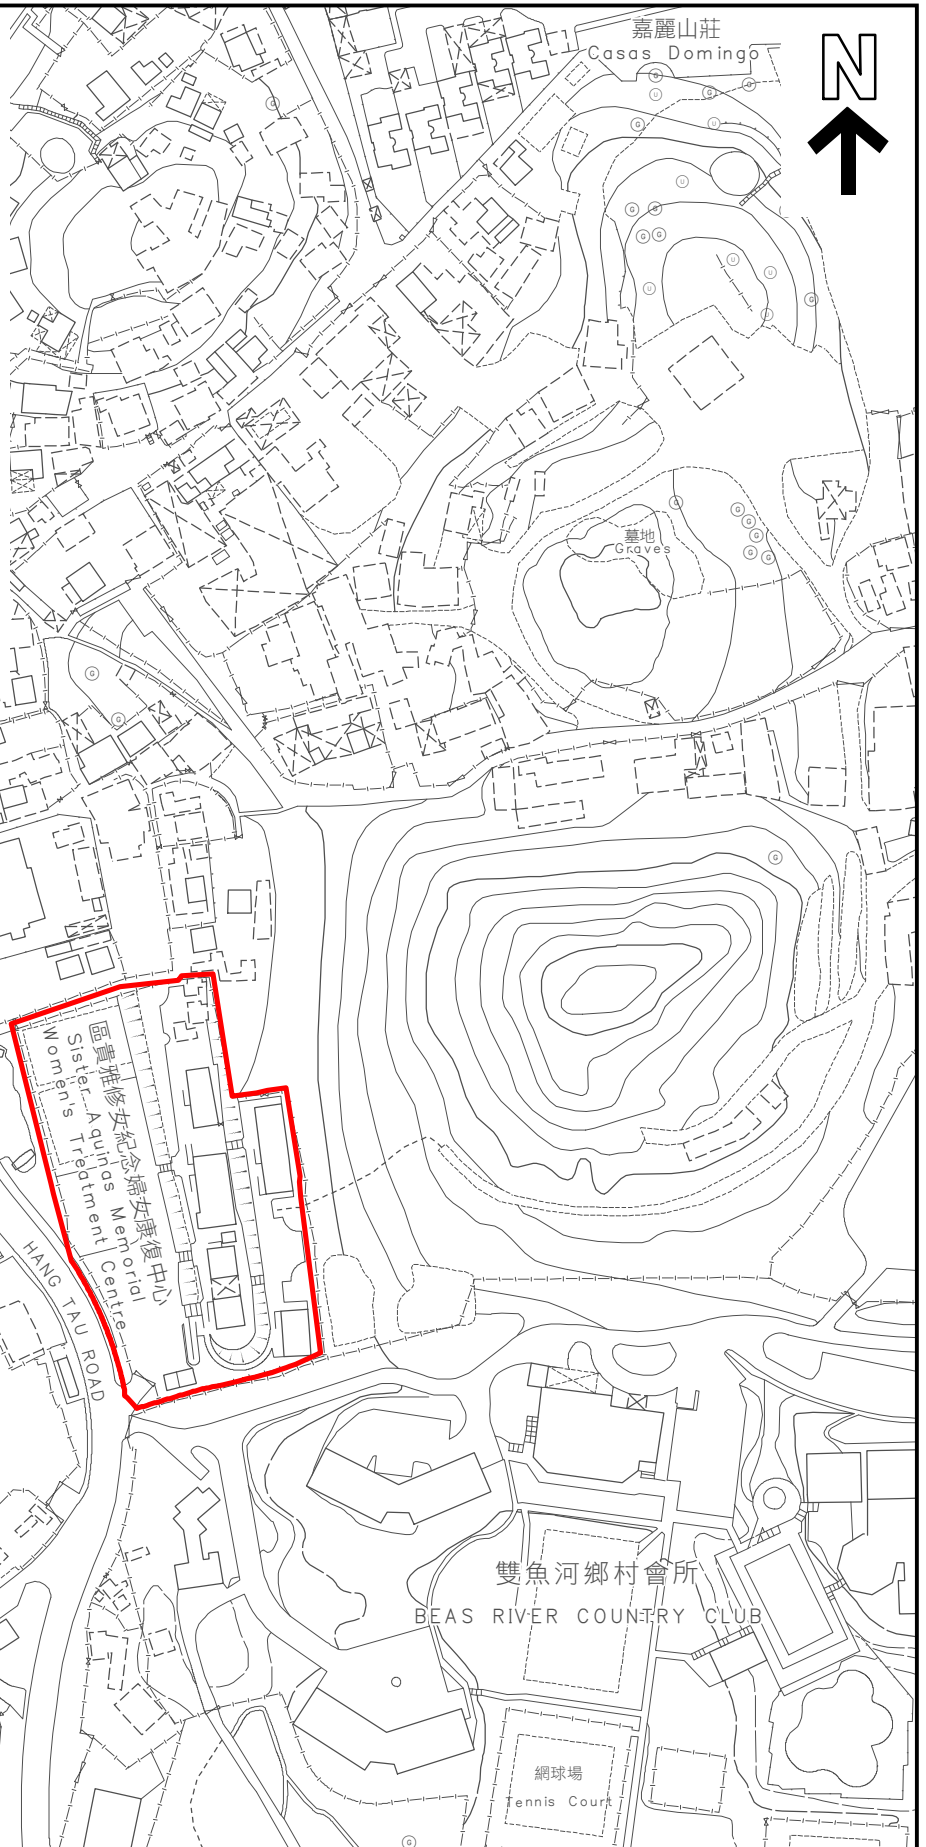 嘉麗山莊
Casas Domingo
N
墓地
Graves
區貴雅修女紀念婦女康復中心
Sister Aquinas Memorial
Women's Treatment Centre
HANG TAU ROAD
雙魚河鄉村會所
BEAS RIVER COUNTRY CLUB
網球場
Tennis Court